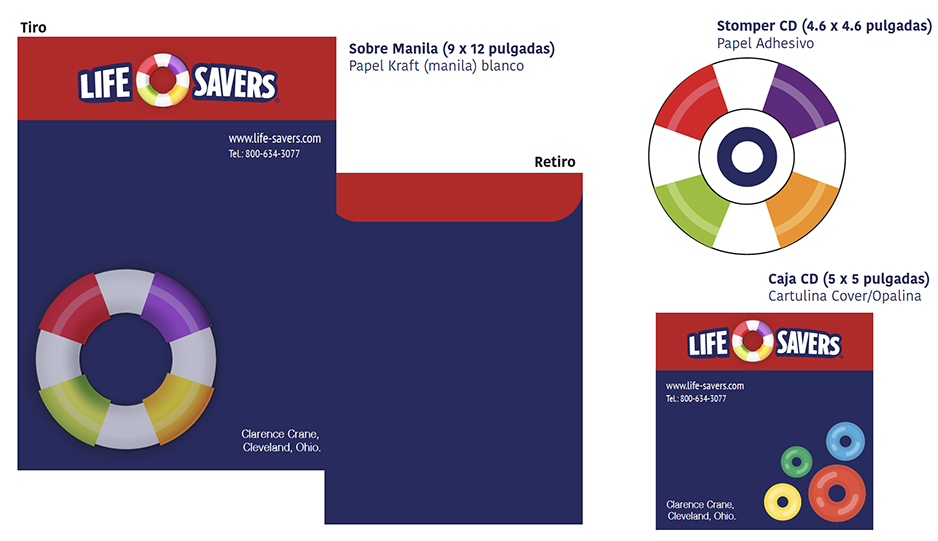 Tiro
LIFE SAVERS
www.life-savers.com
Tel.: 800-634-3077
Clarence Crane,
Cleveland, Ohio.
Sobre Manila (9 x 12 pulgadas)
Papel Kraft (manila) blanco
Retiro
Stomper CD (4.6 x 4.6 pulgadas)
Papel Adhesivo
Caja CD (5 x 5 pulgadas)
Cartulina Cover/Opalina
LIFE SAVERS
www.life-savers.com
Tel.: 800-634-3077
Clarence Crane,
Cleveland, Ohio.